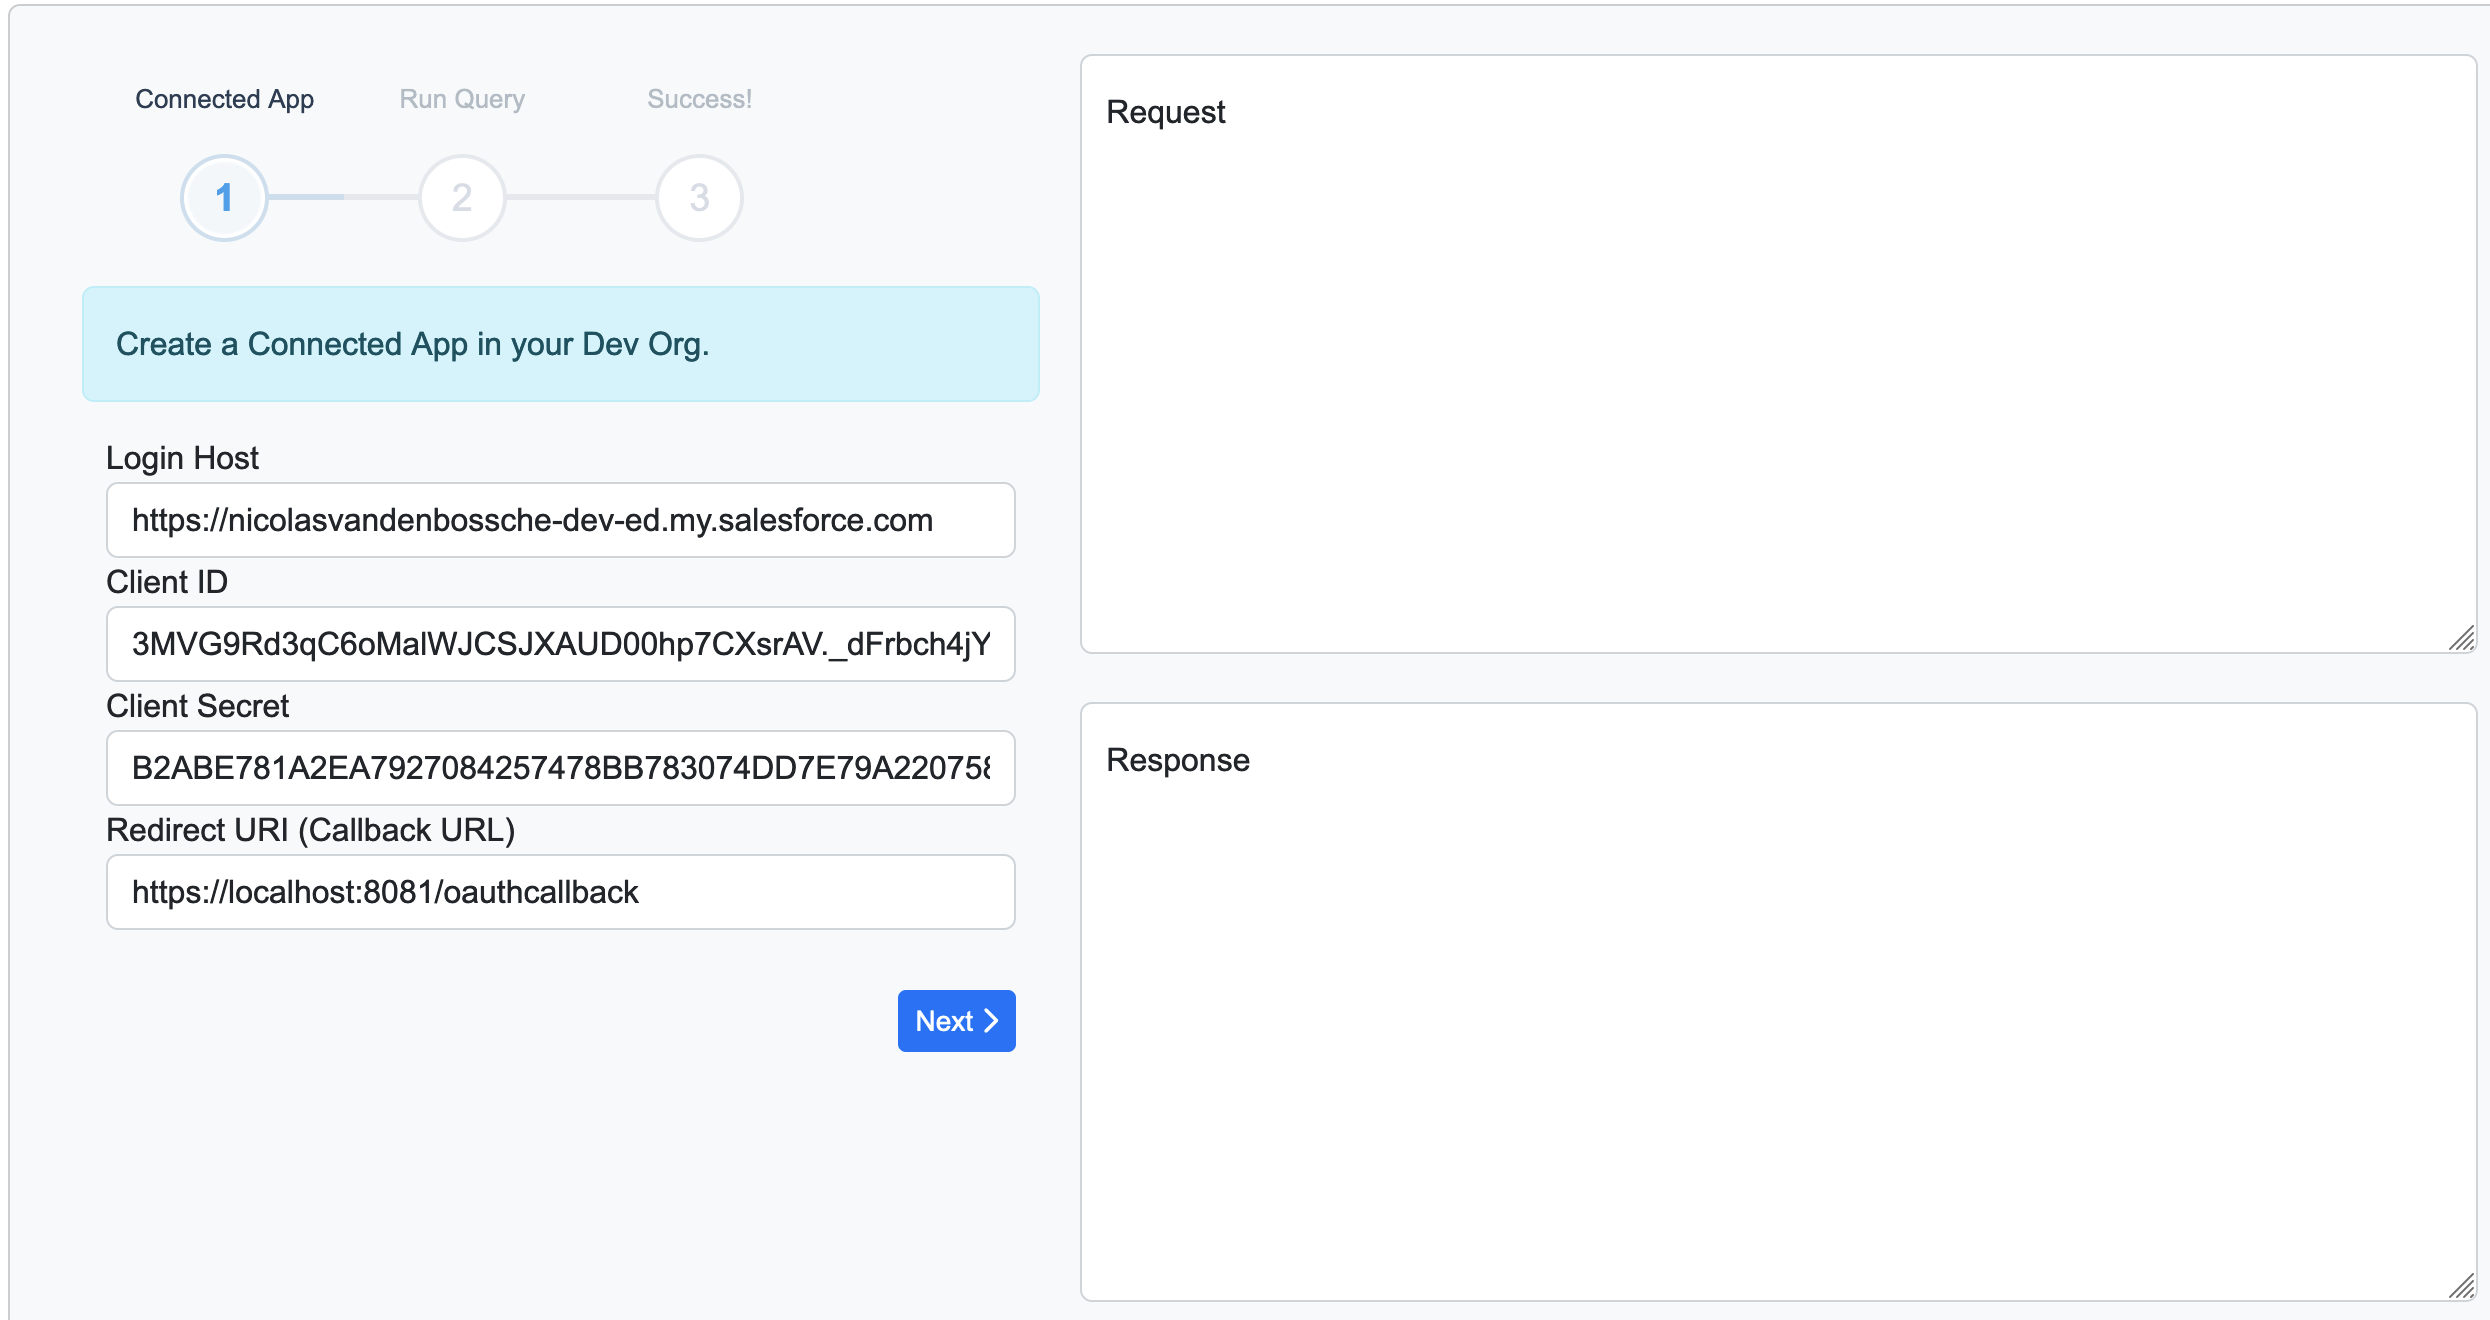 Connected App
Run Query
Success!
1
2
3
Create a Connected App in your Dev Org.
Login Host
https://nicolasvandenbossche-dev-ed.my.salesforce.com
Client ID
3MVG9Rd3qC6oMalWJCSJXAUD00hp7CXsrAV._dFrbch4jY
Client Secret
B2ABE781A2EA7927084257478BB783074DD7E79A220758
Redirect URI (Callback URL)
https://localhost:8081/oauthcallback
Next
Request
Response